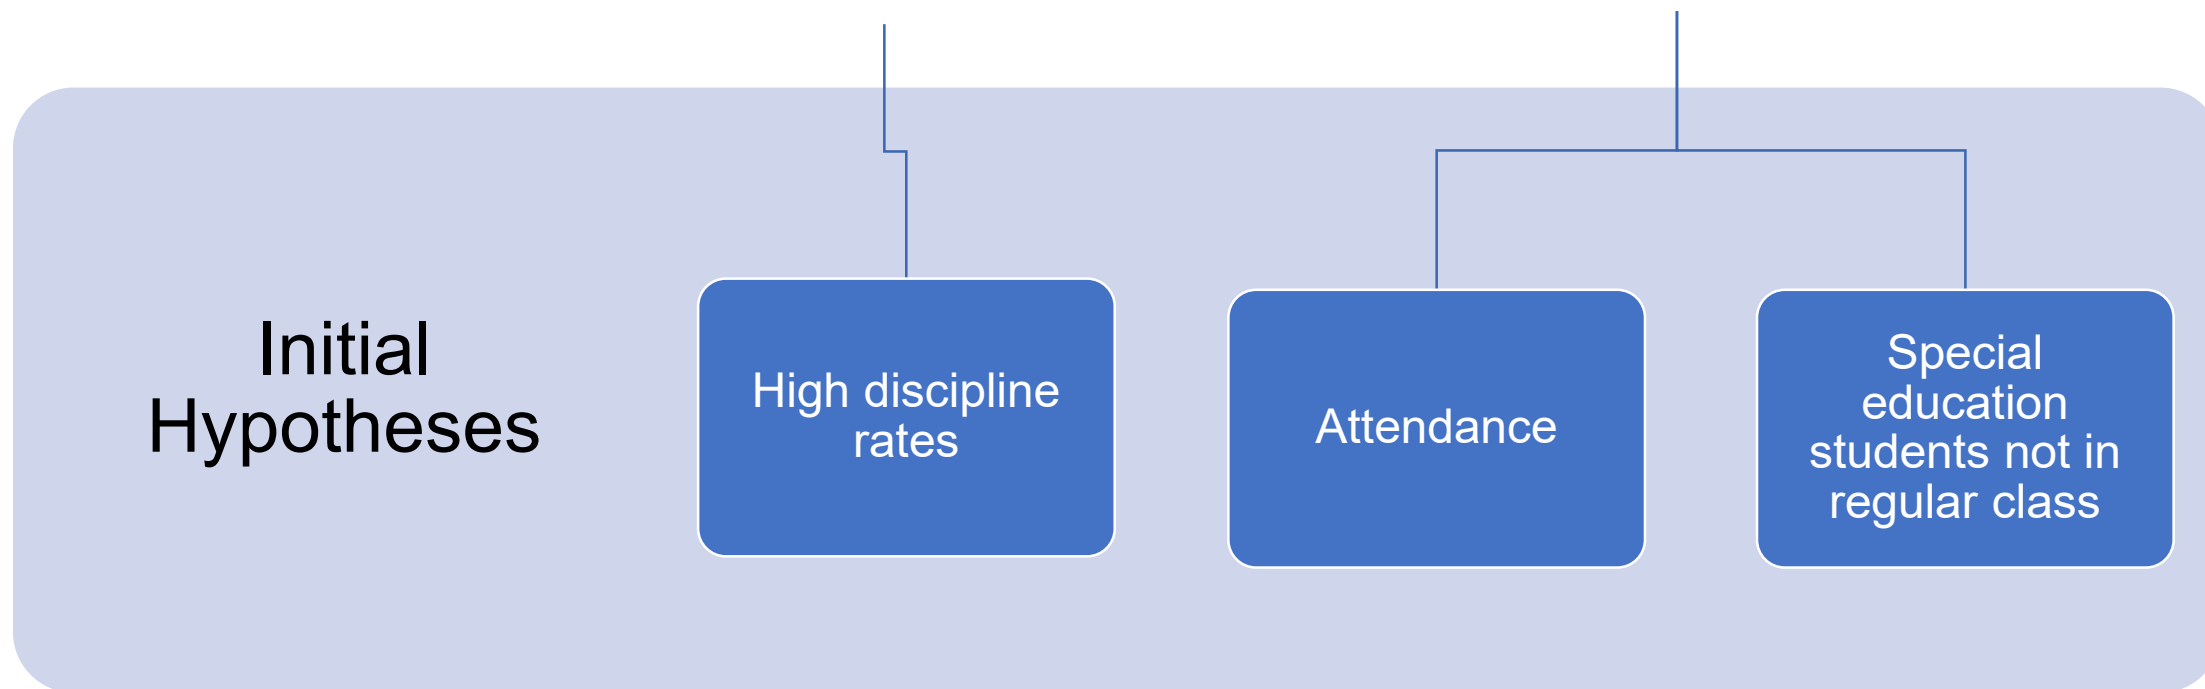 Initial
Hypotheses
High discipline
rates
Attendance
Special
education
students not in
regular class